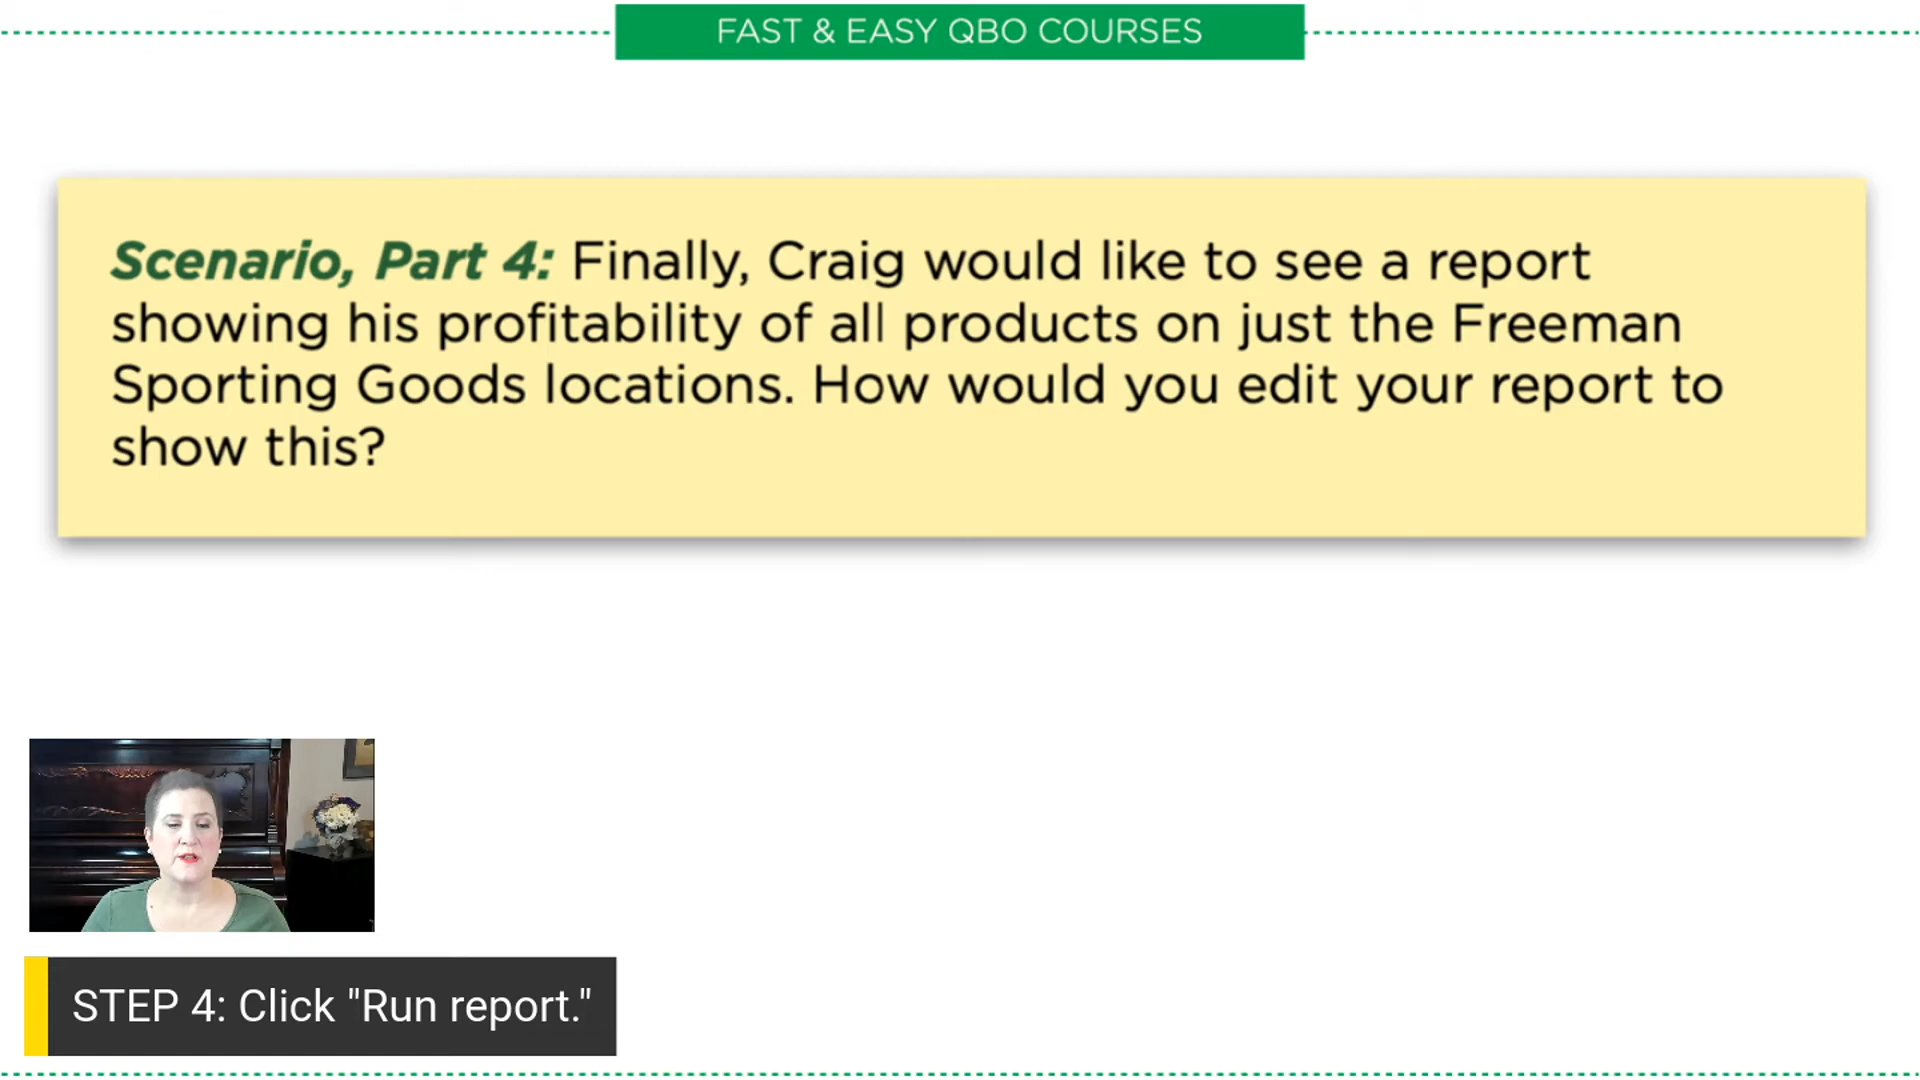 FAST & EASY QBO COURSES
Scenario, Part 4: Finally, Craig would like to see a report
showing his profitability of all products on just the Freeman
Sporting Goods locations. How would you edit your report to
show this?
STEP 4: Click "Run report."